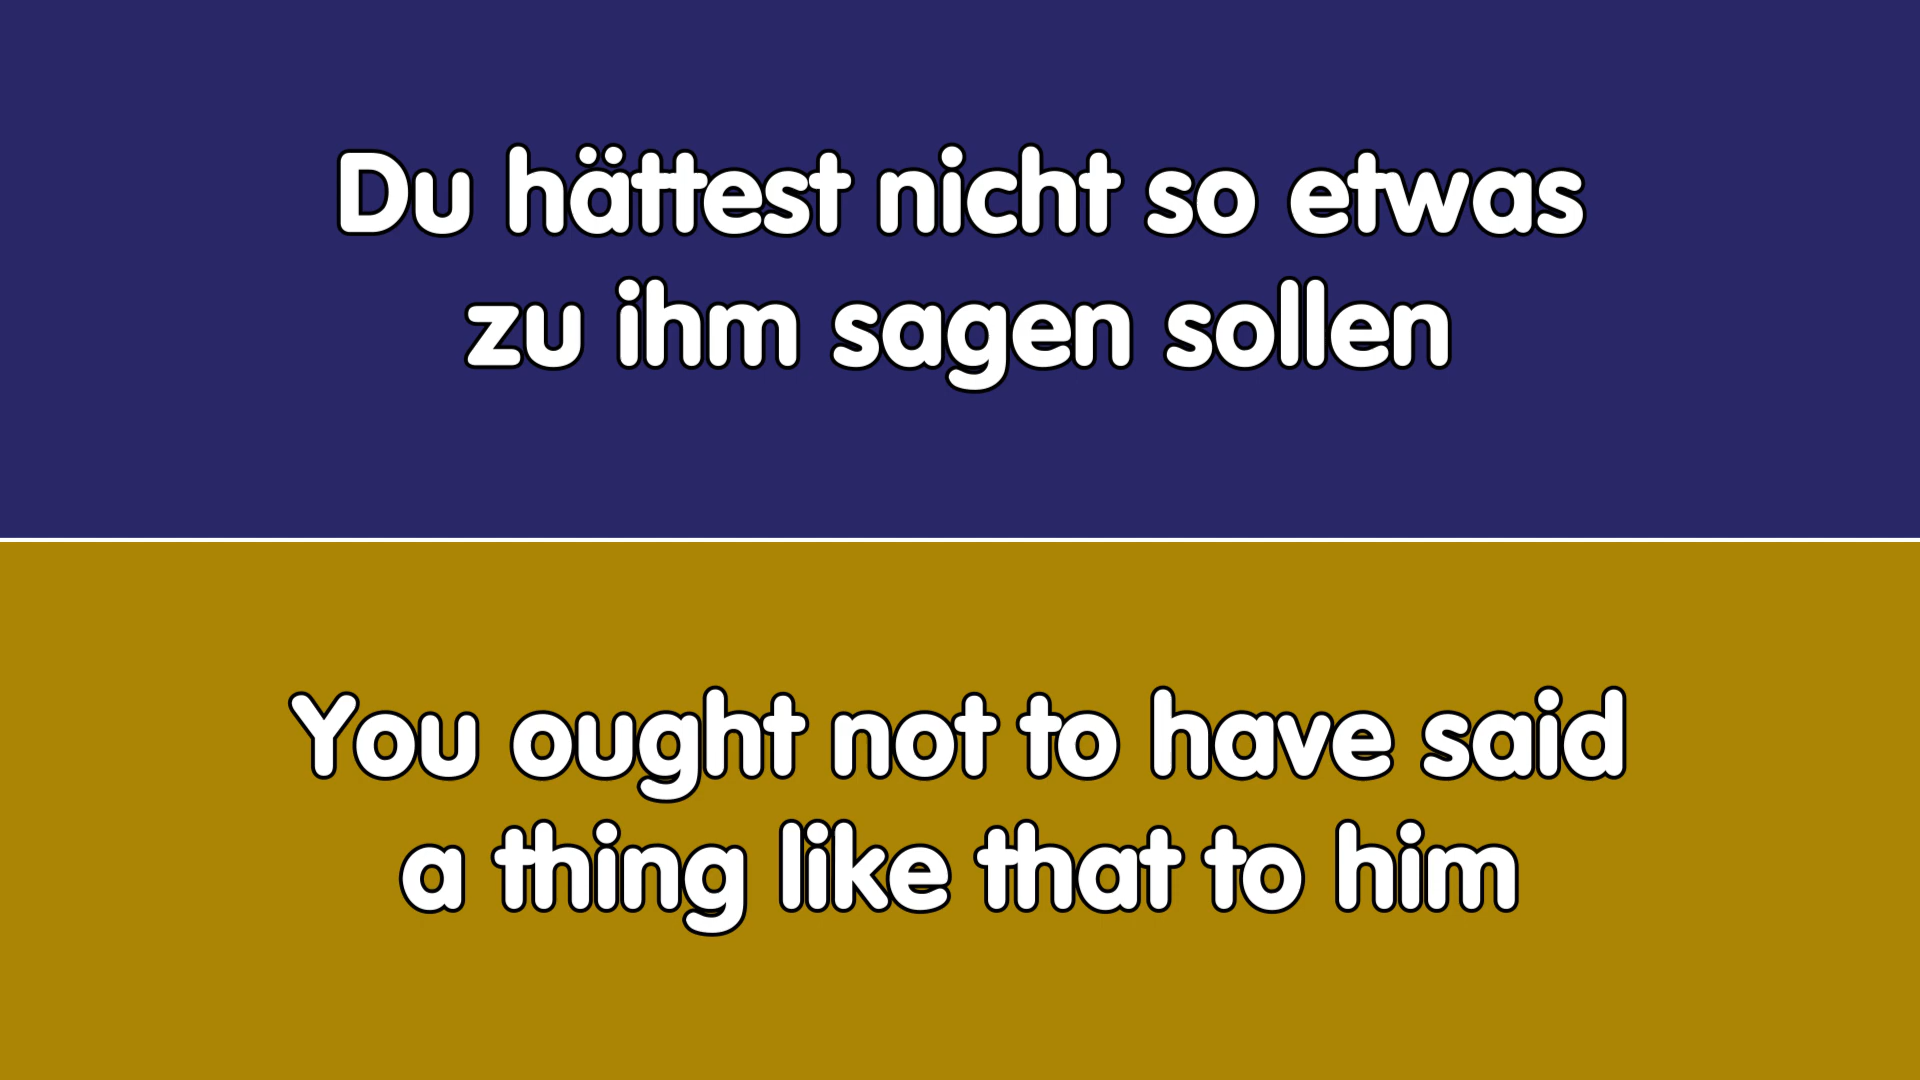 Du hättest nicht so etwas
zu ihm sagen sollen
You ought not to have said
a thing like that to him